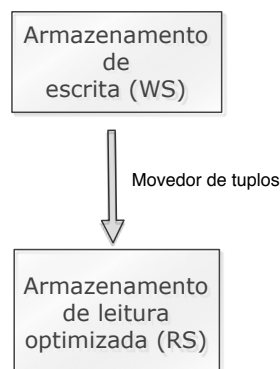 Armazenamento
de
escrita (WS)
Movedor de tuplos
Armazenamento
de leitura
optimizada (RS)